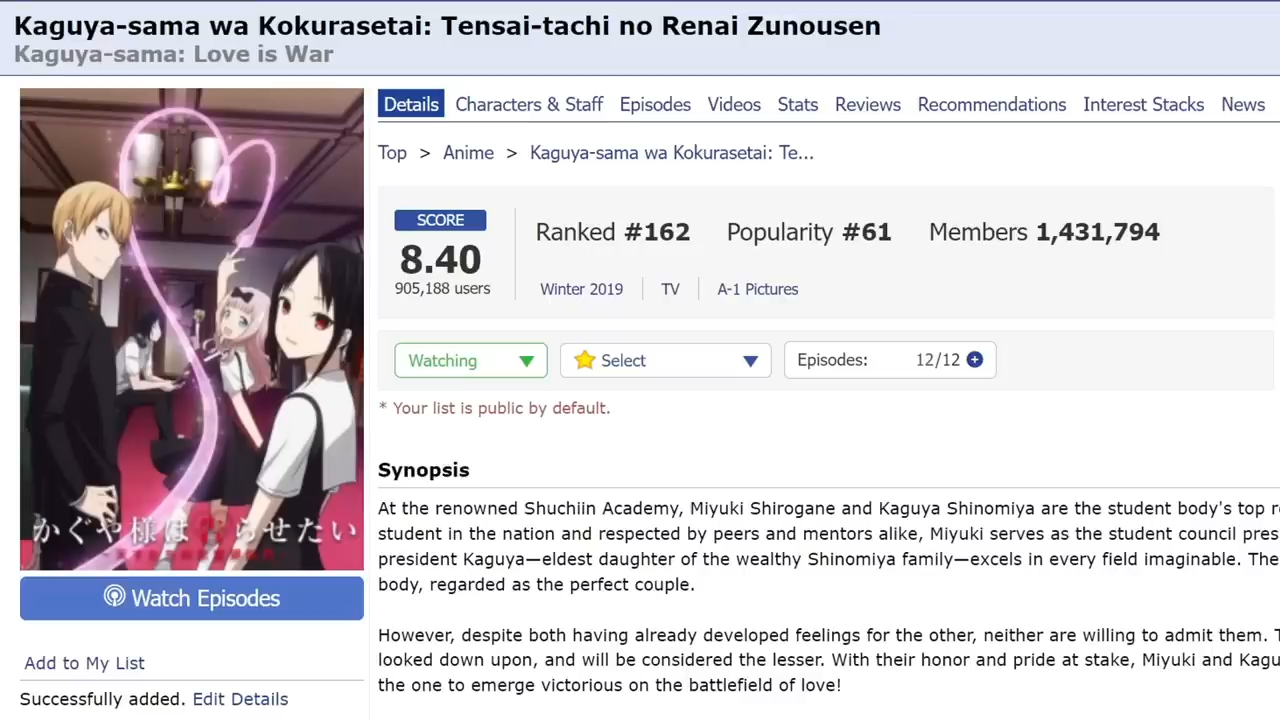 Kaguya-sama wa Kokurasetai: Tensai-tachi no Renai Zunousen
Kaguya-sama: Love is War
Details Characters & Staff Episodes Videos Stats Reviews Recommendations Interest Stacks News
Top > Anime > Kaguya-sama wa Kokurasetai: Te...
SCORE
8.40
905,188 users
Ranked #162 Popularity #61 Members 1,431,794
Winter 2019 TV A-1 Pictures
Watching Select Episodes: 12/12
* Your list is public by default.
Synopsis
At the renowned Shuchiin Academy, Miyuki Shirogane and Kaguya Shinomiya are the student body's top r
student in the nation and respected by peers and mentors alike, Miyuki serves as the student council pres
president Kaguya—eldest daughter of the wealthy Shinomiya family—excels in every field imaginable. The
body, regarded as the perfect couple.
However, despite both having already developed feelings for the other, neither are willing to admit them. T
looked down upon, and will be considered the lesser. With their honor and pride at stake, Miyuki and Kagu
the one to emerge victorious on the battlefield of love!
かぐや様は らせたい
Watch Episodes
Add to My List
Successfully added. Edit Details